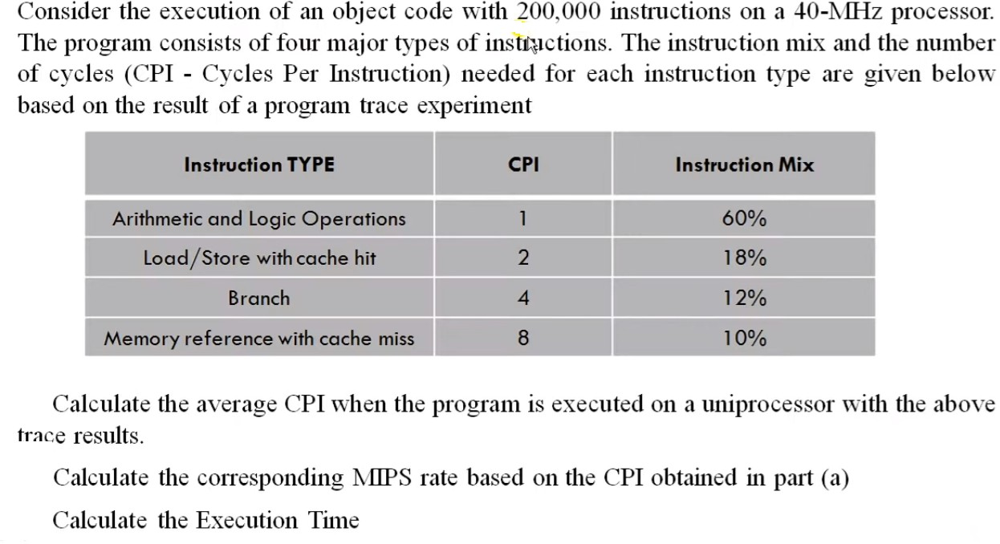 Consider the execution of an object code with 200,000 instructions on a 40-MHz processor.
The program consists of four major types of instructions. The instruction mix and the number
of cycles (CPI - Cycles Per Instruction) needed for each instruction type are given below
based on the result of a program trace experiment
Instruction TYPE CPI Instruction Mix
Arithmetic and Logic Operations 1 60%
Load/Store with cache hit 2 18%
Branch 4 12%
Memory reference with cache miss 8 10%
Calculate the average CPI when the program is executed on a uniprocessor with the above
trace results.
Calculate the corresponding MIPS rate based on the CPI obtained in part (a)
Calculate the Execution Time